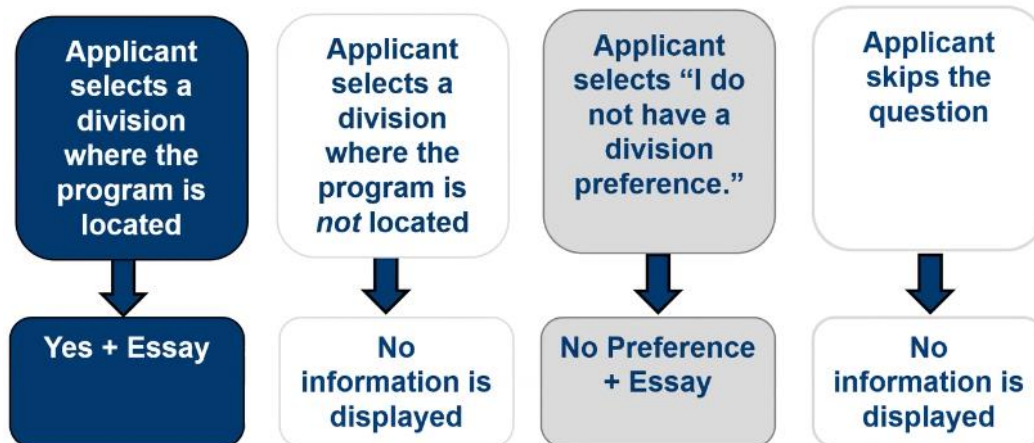 Applicant
selects a
division
where the
program is
located
Applicant
selects a
division
where the
program is
not located
Applicant
selects “I do
not have a
division
preference.”
Applicant
skips the
question
Yes + Essay
No
information is
displayed
No Preference
+ Essay
No
information is
displayed